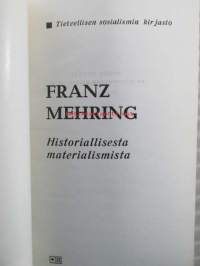 Tieteellisen sosialismin kirjasto
FRANZ
MEHRING
Historiallisesta
materialismista